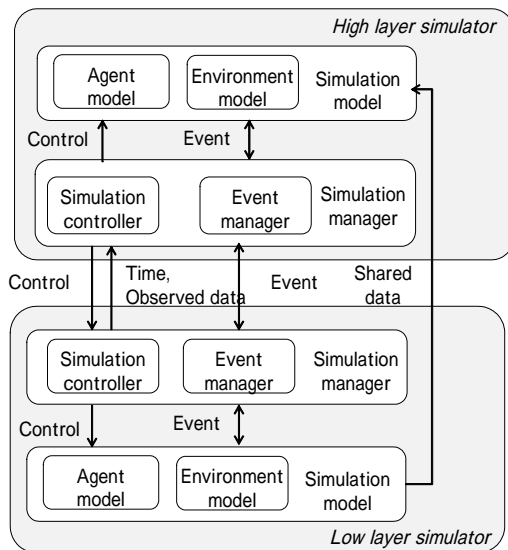 High layer simulator
Agent
model
Environment
model
Simulation
model
Control
Event
Simulation
controller
Event
manager
Simulation
manager
Control
Time,
Observed data
Event
Shared
data
Simulation
controller
Event
manager
Simulation
manager
Control
Event
Agent
model
Environment
model
Simulation
model
Low layer simulator